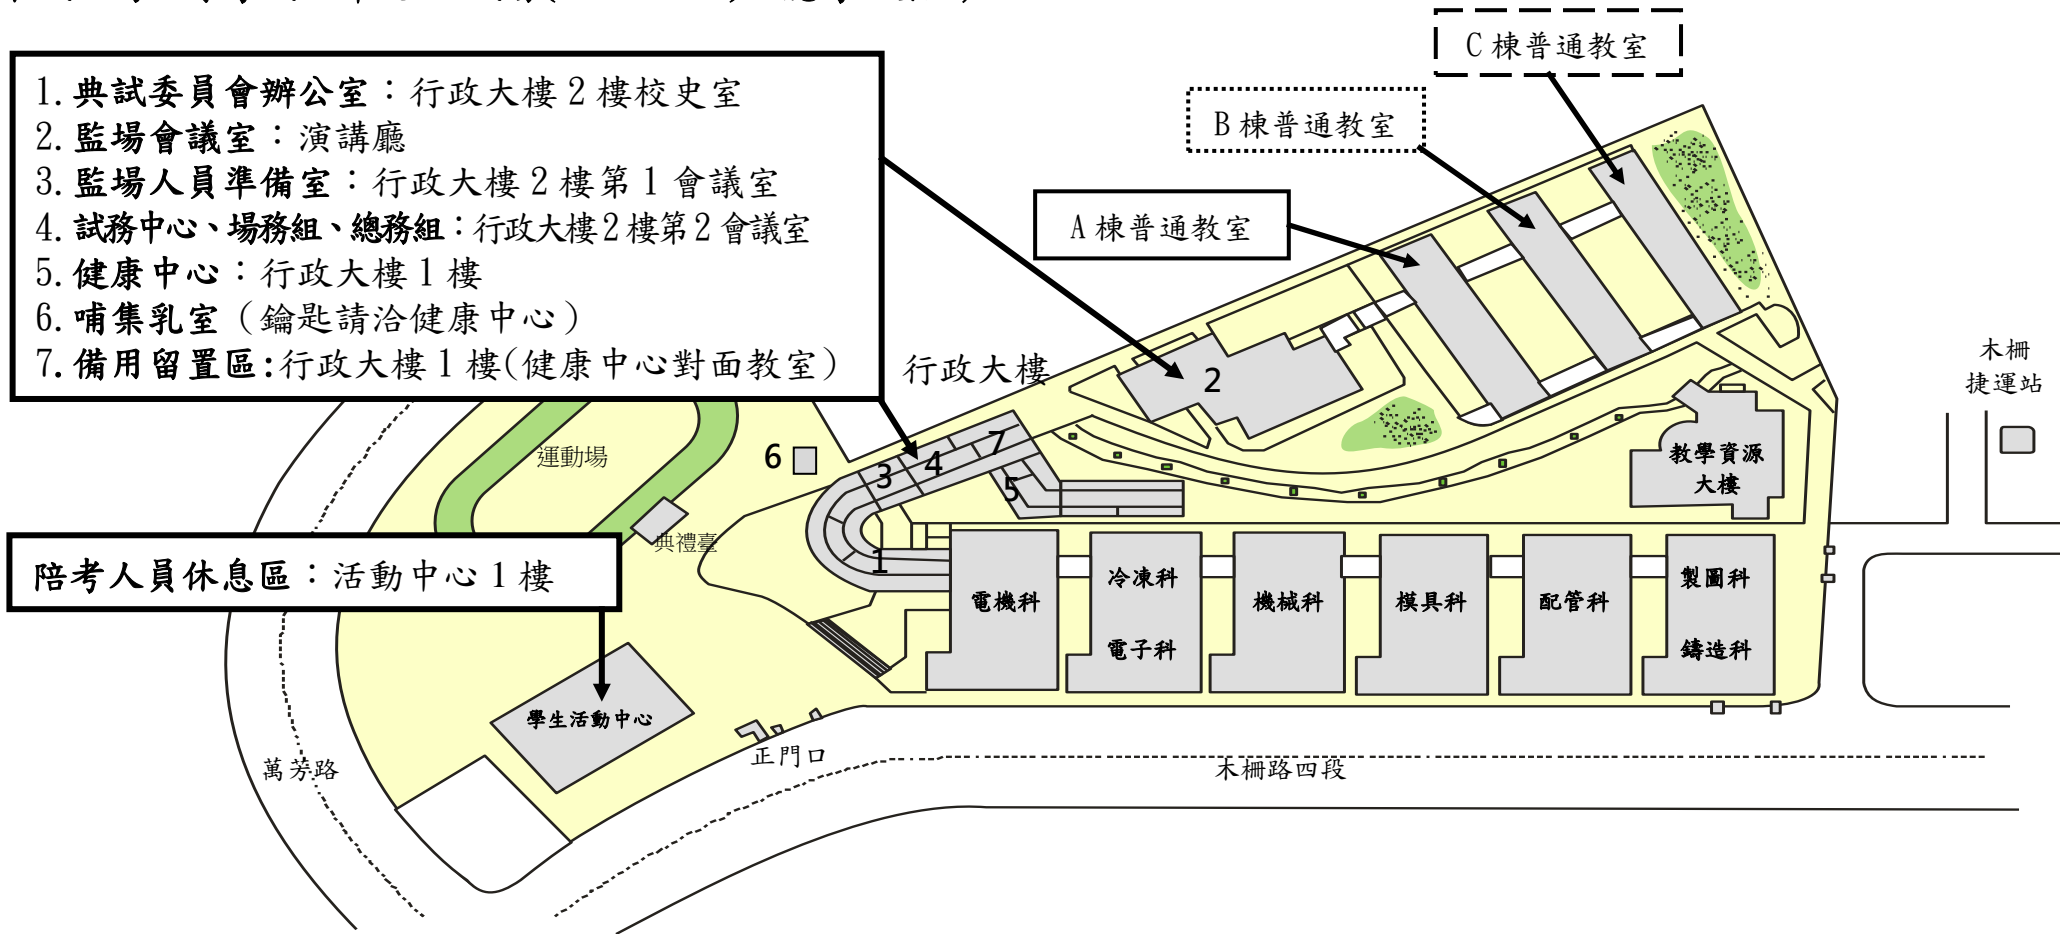 C棟普通教室
1.典試委員會辦公室：行政大樓2樓校史室
2.監場會議室：演講廳
3.監場人員準備室：行政大樓2樓第1會議室
4.試務中心、場務組、總務組：行政大樓2樓第2會議室
5.健康中心：行政大樓1樓
6.哺集乳室（鑰匙請洽健康中心）
7.備用留置區:行政大樓1樓(健康中心對面教室)
B棟普通教室
A棟普通教室
行政大樓
2
木柵
捷運站
運動場
6
3
4
7
5
教學資源
大樓
典禮臺
1
陪考人員休息區：活動中心1樓
電機科
冷凍科
電子科
機械科
模具科
配管科
製圖科
鑄造科
學生活動中心
正門口
萬芳路
木柵路四段